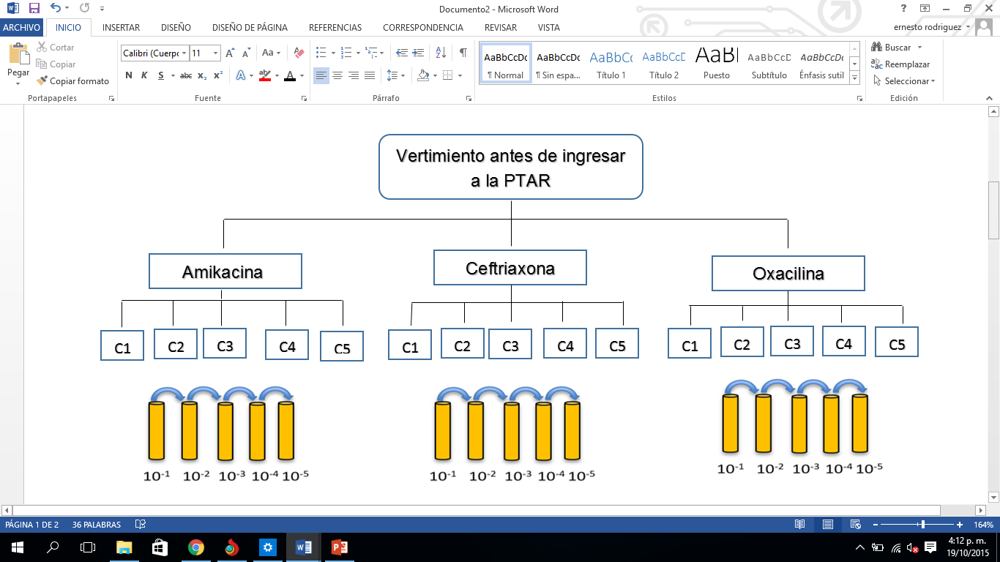 Documento2 - Microsoft Word
ARCHIVO INICIO INSERTAR DISEÑO DISEÑO DE PÁGINA REFERENCIAS CORRESPONDENCIA REVISAR VISTA
ernesto rodriguez
Pegar
Cortar
Copiar
Copiar formato
Portapapeles
Calibri (Cuerpo
11
Aa
N K S abc x₂ x²
Fuente
Párrafo
AaBbCcDc AaBbCcDc AaBbCc AaBbCcD AaBl AaBbCcD AaBbCcDc
¶ Normal ¶ Sin espa... Título 1 Título 2 Puesto Subtítulo Énfasis sutil
Estilos
Buscar
Reemplazar
Seleccionar
Edición
Vertimiento antes de ingresar
a la PTAR
Amikacina Ceftriaxona Oxacilina
C1 C2 C3 C4 C5 C1 C2 C3 C4 C5 C1 C2 C3 C4 C5
10⁻¹ 10⁻² 10⁻³ 10⁻⁴ 10⁻⁵ 10⁻¹ 10⁻² 10⁻³ 10⁻⁴ 10⁻⁵ 10⁻¹ 10⁻² 10⁻³ 10⁻⁴ 10⁻⁵
PÁGINA 1 DE 2 36 PALABRAS 164%
4:12 p. m.
19/10/2015